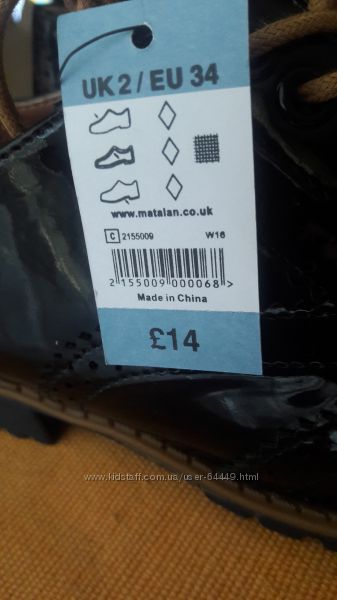 UK 2 / EU 34
www.matalan.co.uk
C 2155009 W16
2 155009 000068 >
Made in China
£14
www.kidstaff.com.ua/user-64449.html